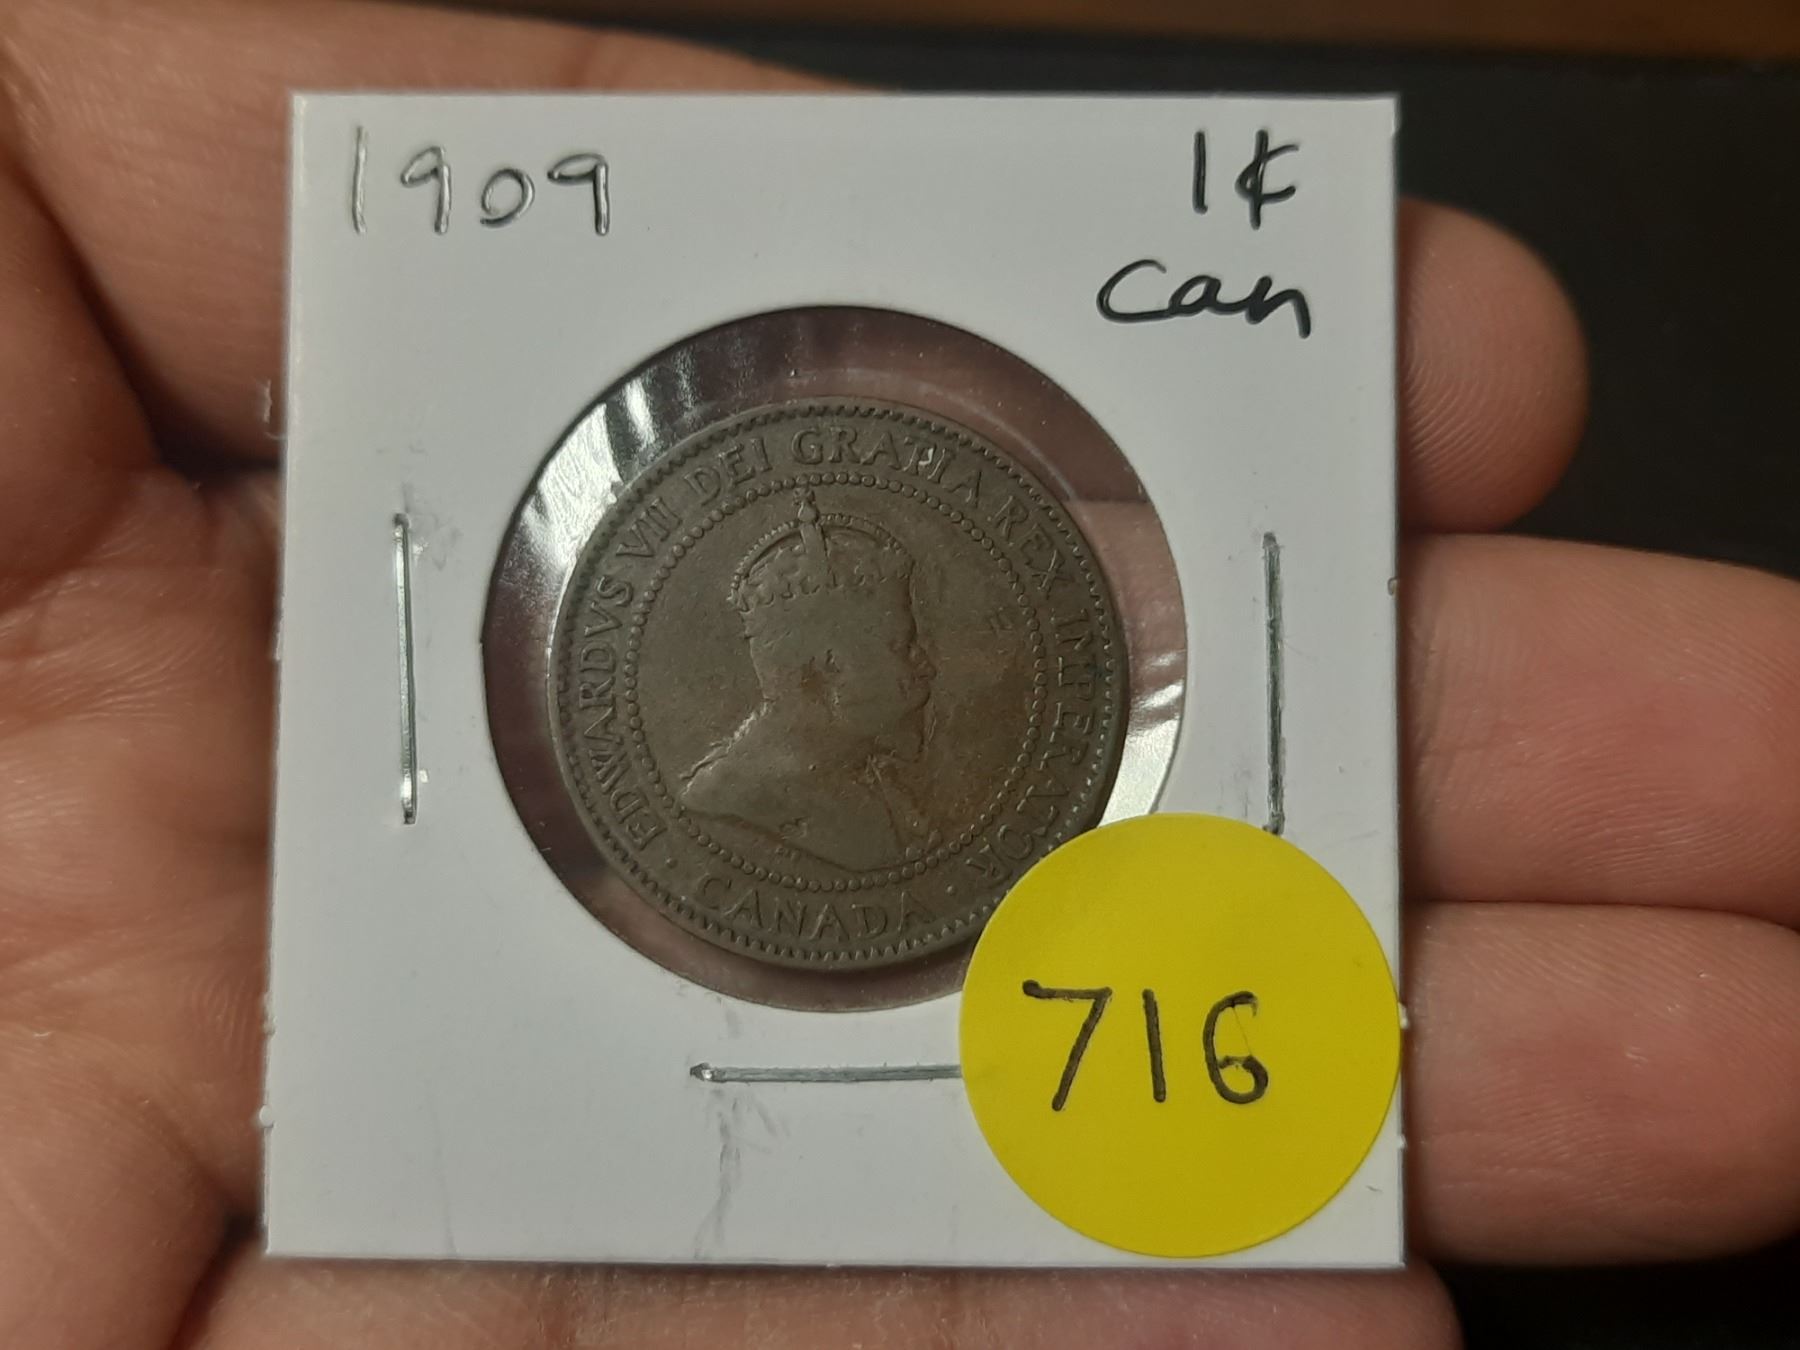 1909
1¢
Can
EDWARDVS VII DEI GRATIA REX IMPERATOR
· CANADA ·
716